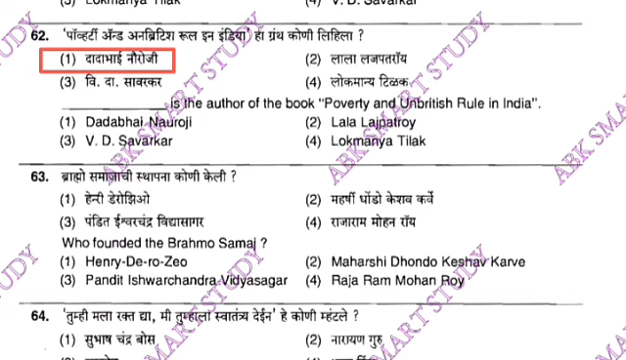 (3) Lokmanya Tilak (4) V. D. Savarkar
62. 'पॉव्हर्टी अँन्ड अनब्रिटिश रूल इन इंडिया' हा ग्रंथ कोणी लिहिला ?
(1) दादाभाई नौरोजी (2) लाला लजपतरॉय
(3) वि. दा. सावरकर (4) लोकमान्य टिळक
____________ is the author of the book “Poverty and Unbritish Rule in India”.
(1) Dadabhai Nauroji (2) Lala Lajpatroy
(3) V. D. Savarkar (4) Lokmanya Tilak
63. ब्राह्मो समाजाची स्थापना कोणी केली ?
(1) हेन्री डेरोझिओ (2) महर्षी धोंडो केशव कर्वे
(3) पंडित ईश्वरचंद्र विद्यासागर (4) राजाराम मोहन रॉय
Who founded the Brahmo Samaj ?
(1) Henry-De-ro-Zeo (2) Maharshi Dhondo Keshav Karve
(3) Pandit Ishwarchandra Vidyasagar (4) Raja Ram Mohan Roy
64. 'तुम्ही मला रक्त द्या, मी तुम्हाला स्वातंत्र्य देईन' हे कोणी म्हंटले ?
(1) सुभाष चंद्र बोस (2) नारायण गुरु
ABK SMART STUDY